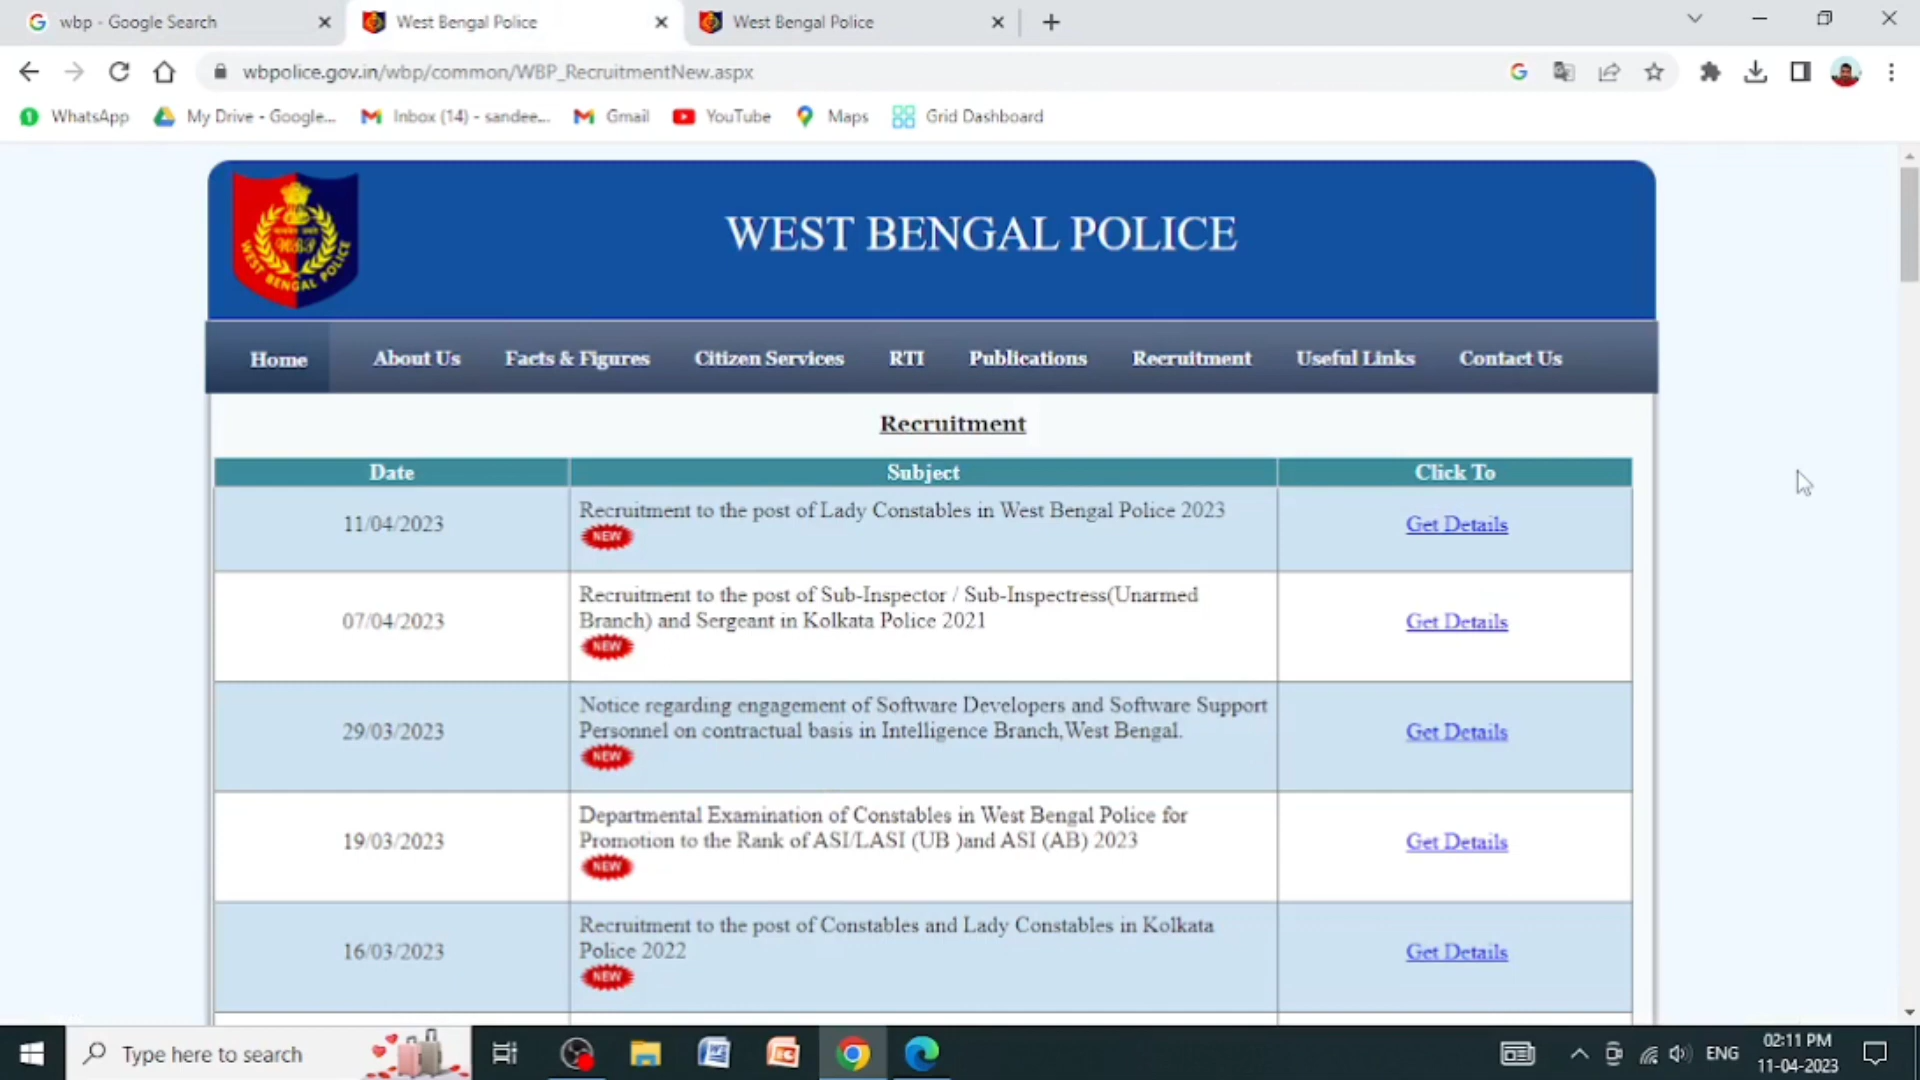 wbp - Google Search
West Bengal Police
West Bengal Police
wbpolice.gov.in/wbp/common/WBP_RecruitmentNew.aspx
WhatsApp
My Drive - Google...
Inbox (14) - sandee...
Gmail
YouTube
Maps
Grid Dashboard
WBP
WEST BENGAL POLICE
WEST BENGAL POLICE
Home
About Us
Facts & Figures
Citizen Services
RTI
Publications
Recruitment
Useful Links
Contact Us
Recruitment
Date
Subject
Click To
11/04/2023
Recruitment to the post of Lady Constables in West Bengal Police 2023
NEW
Get Details
07/04/2023
Recruitment to the post of Sub-Inspector / Sub-Inspectress(Unarmed
Branch) and Sergeant in Kolkata Police 2021
NEW
Get Details
29/03/2023
Notice regarding engagement of Software Developers and Software Support
Personnel on contractual basis in Intelligence Branch,West Bengal.
NEW
Get Details
19/03/2023
Departmental Examination of Constables in West Bengal Police for
Promotion to the Rank of ASI/LASI (UB )and ASI (AB) 2023
NEW
Get Details
16/03/2023
Recruitment to the post of Constables and Lady Constables in Kolkata
Police 2022
NEW
Get Details
Type here to search
ENG
02:11 PM
11-04-2023